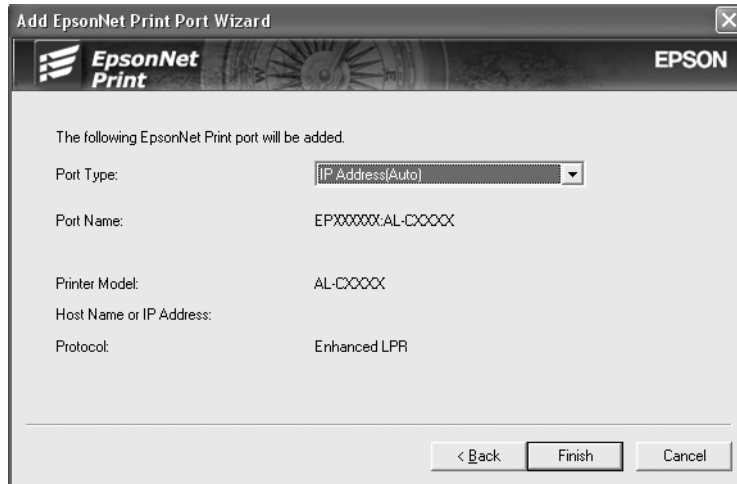 Add EpsonNet Print Port Wizard
EpsonNet
Print
EPSON
The following EpsonNet Print port will be added.
Port Type: IP Address(Auto)
Port Name: EPXXXXXX:AL-CXXXX
Printer Model: AL-CXXXX
Host Name or IP Address:
Protocol: Enhanced LPR
< Back Finish Cancel